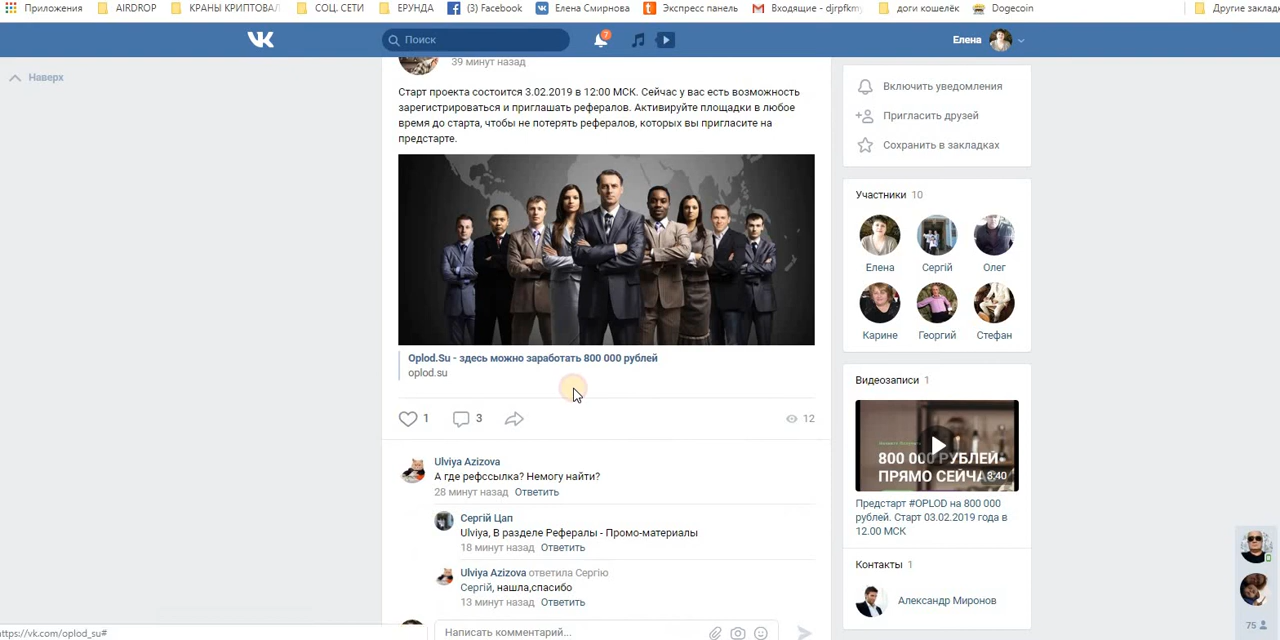 Приложения
AIRDROP
КРАНЫ КРИПТОВАЛ
СОЦ. СЕТИ
ЕРУНДА
(3) Facebook
Елена Смирнова
Экспресс панель
Входящие - djrpfkmy
доги кошелёк
Dogecoin
Другие закладк
Поиск
7
Елена
Наверх
39 минут назад
Старт проекта состоится 3.02.2019 в 12:00 МСК. Сейчас у вас есть возможность
зарегистрироваться и приглашать рефералов. Активируйте площадки в любое
время до старта, чтобы не потерять рефералов, которых вы пригласите на
предстарте.
Oplod.Su - здесь можно заработать 800 000 рублей
oplod.su
1
3
12
Ulviya Azizova
А где рефссылка? Немогу найти?
28 минут назад Ответить
Сергій Цап
Ulviya, В разделе Рефералы - Промо-материалы
18 минут назад Ответить
Ulviya Azizova ответила Сергію
Сергій, нашла,спасибо
13 минут назад Ответить
Написать комментарий...
Включить уведомления
Пригласить друзей
Сохранить в закладках
Участники 10
Елена
Сергій
Олег
Карине
Георгий
Стефан
Видеозаписи 1
800 000 РУБЛЕЙ
ПРЯМО СЕЙЧА
3:40
Предстарт #OPLOD на 800 000
рублей. Старт 03.02.2019 года в
12.00 МСК
Контакты 1
Александр Миронов
75
https://vk.com/oplod_su#